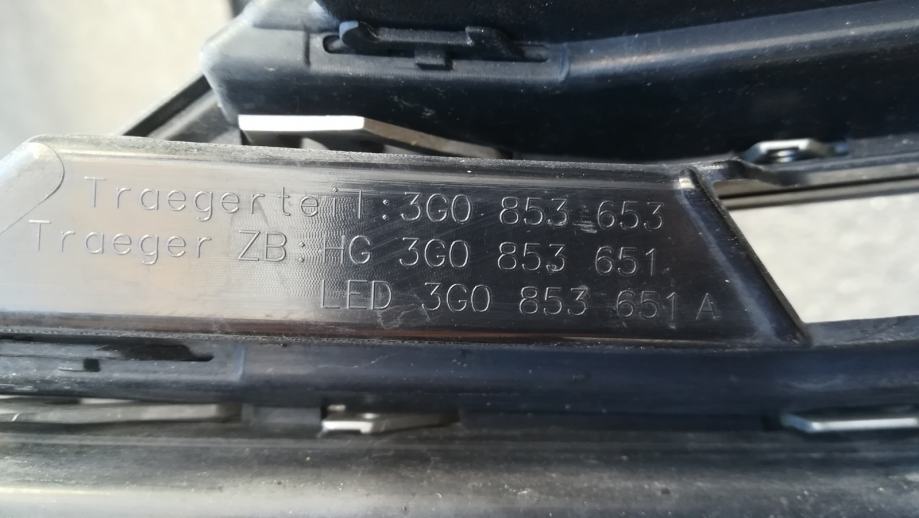 Traegerteil:3G0 853 653
Traeger ZB:HG 3G0 853 651
LED 3G0 853 651 A